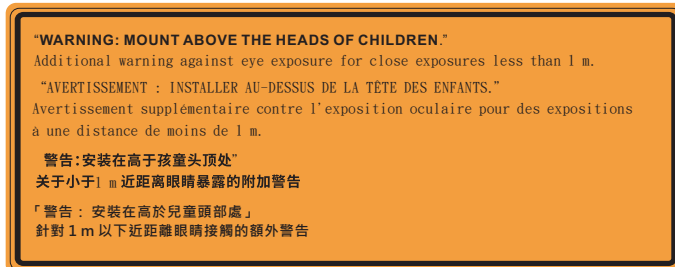 “WARNING: MOUNT ABOVE THE HEADS OF CHILDREN.”
Additional warning against eye exposure for close exposures less than 1 m.
“AVERTISSEMENT : INSTALLER AU-DESSUS DE LA TÊTE DES ENFANTS.”
Avertissement supplémentaire contre l'exposition oculaire pour des expositions
à une distance de moins de 1 m.
警告:安装在高于孩童头顶处”
关于小于1 m 近距离眼睛暴露的附加警告
「警告： 安裝在高於兒童頭部處」
針對 1 m 以下近距離眼睛接觸的額外警告